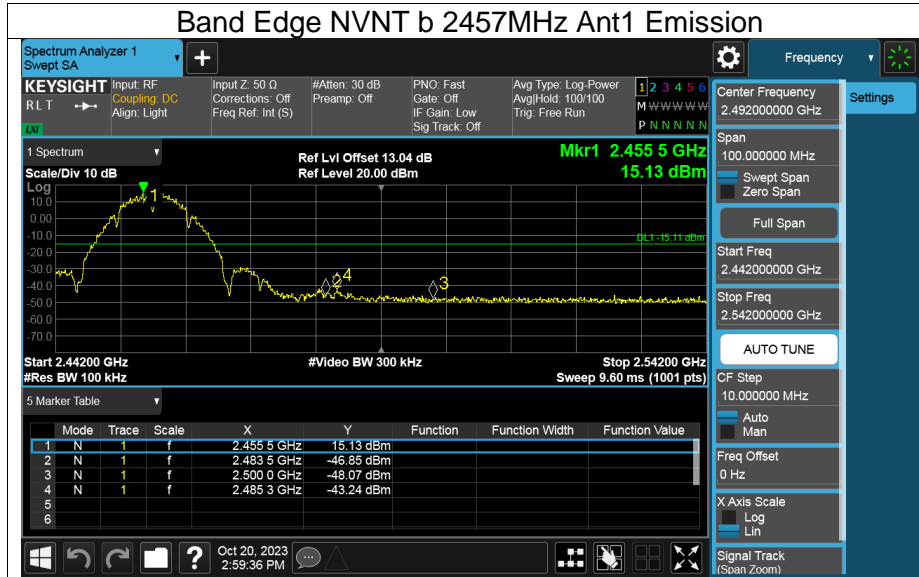 Band Edge NVNT b 2457MHz Ant1 Emission
Spectrum Analyzer 1
Swept SA
+
Frequency
KEYSIGHT
RLT
LXI
Input: RF
Coupling: DC
Align: Light
Input Z: 50 Ω
Corrections: Off
Freq Ref: Int (S)
#Atten: 30 dB
Preamp: Off
PNO: Fast
Gate: Off
IF Gain: Low
Sig Track: Off
Avg Type: Log-Power
Avg|Hold: 100/100
Trig: Free Run
1 2 3 4 5 6
M W W W W W
P N N N N N
1 Spectrum
Scale/Div 10 dB
Ref Lvl Offset 13.04 dB
Ref Level 20.00 dBm
Mkr1 2.455 5 GHz
15.13 dBm
Log
10.0
0.00
-10.0
-20.0
-30.0
-40.0
-50.0
-60.0
-70.0
1
DL1 -15.11 dBm
2
4
3
Start 2.44200 GHz
#Res BW 100 kHz
#Video BW 300 kHz
Stop 2.54200 GHz
Sweep 9.60 ms (1001 pts)
5 Marker Table
Mode Trace Scale X Y Function Function Width Function Value
1 N 1 f 2.455 5 GHz 15.13 dBm
2 N 1 f 2.483 5 GHz -46.85 dBm
3 N 1 f 2.500 0 GHz -48.07 dBm
4 N 1 f 2.485 3 GHz -43.24 dBm
5
6
Center Frequency
2.492000000 GHz
Settings
Span
100.000000 MHz
Swept Span
Zero Span
Full Span
Start Freq
2.442000000 GHz
Stop Freq
2.542000000 GHz
AUTO TUNE
CF Step
10.000000 MHz
Auto
Man
Freq Offset
0 Hz
X Axis Scale
Log
Lin
Signal Track
(Span Zoom)
?
Oct 20, 2023
2:59:36 PM